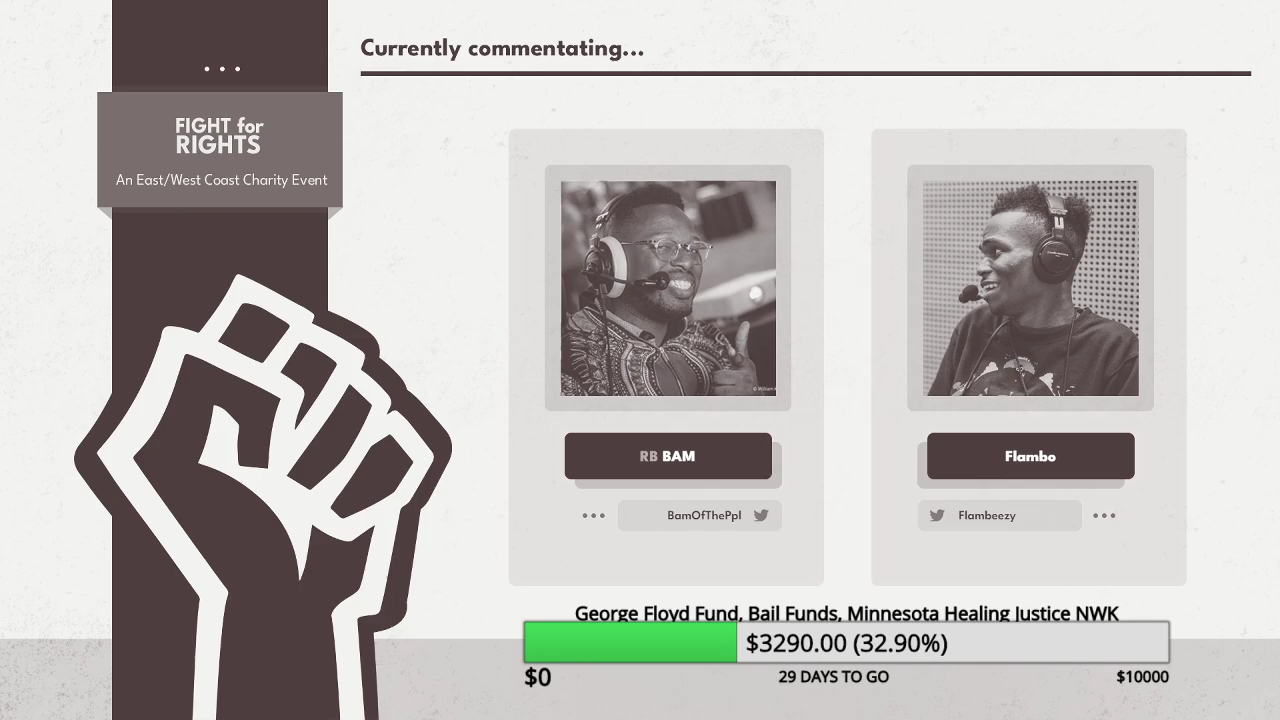 Currently commentating...
FIGHT for
RIGHTS
An East/West Coast Charity Event
RB BAM
Flambo
BamOfThePpl
Flambeezy
George Floyd Fund, Bail Funds, Minnesota Healing Justice NWK
$3290.00 (32.90%)
$0
29 DAYS TO GO
$10000